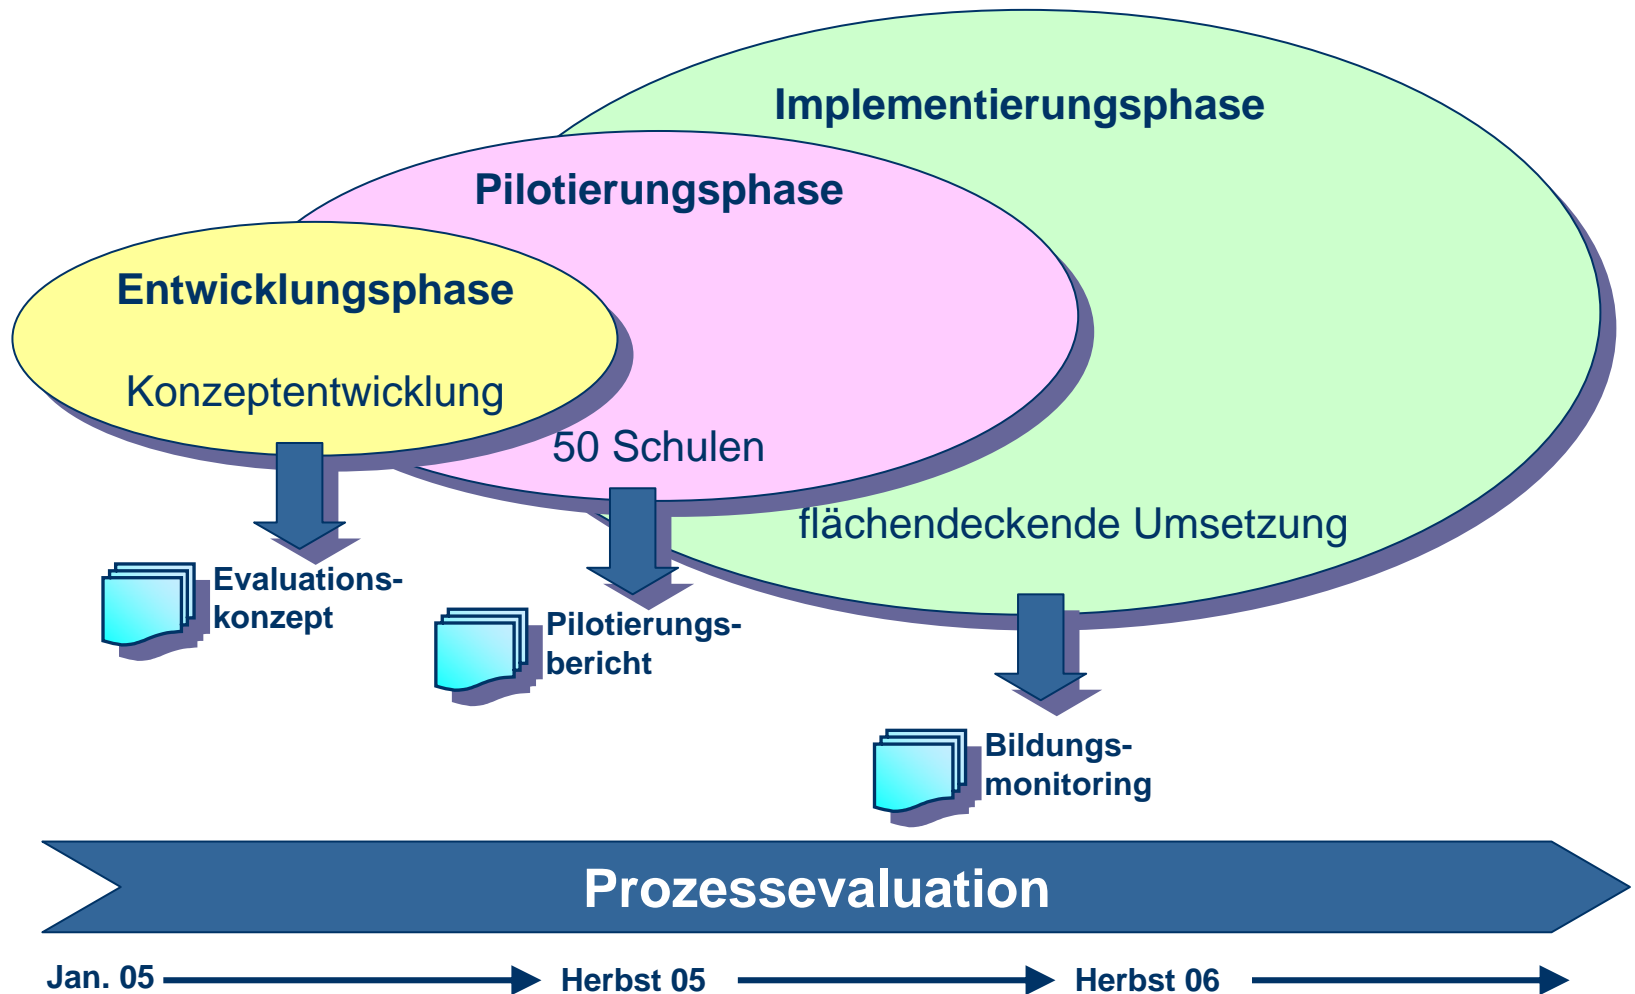 Implementierungsphase
Pilotierungsphase
Entwicklungsphase
Konzeptentwicklung
50 Schulen
flächendeckende Umsetzung
Evaluations-
konzept
Pilotierungs-
bericht
Bildungs-
monitoring
Prozessevaluation
Jan. 05
Herbst 05
Herbst 06